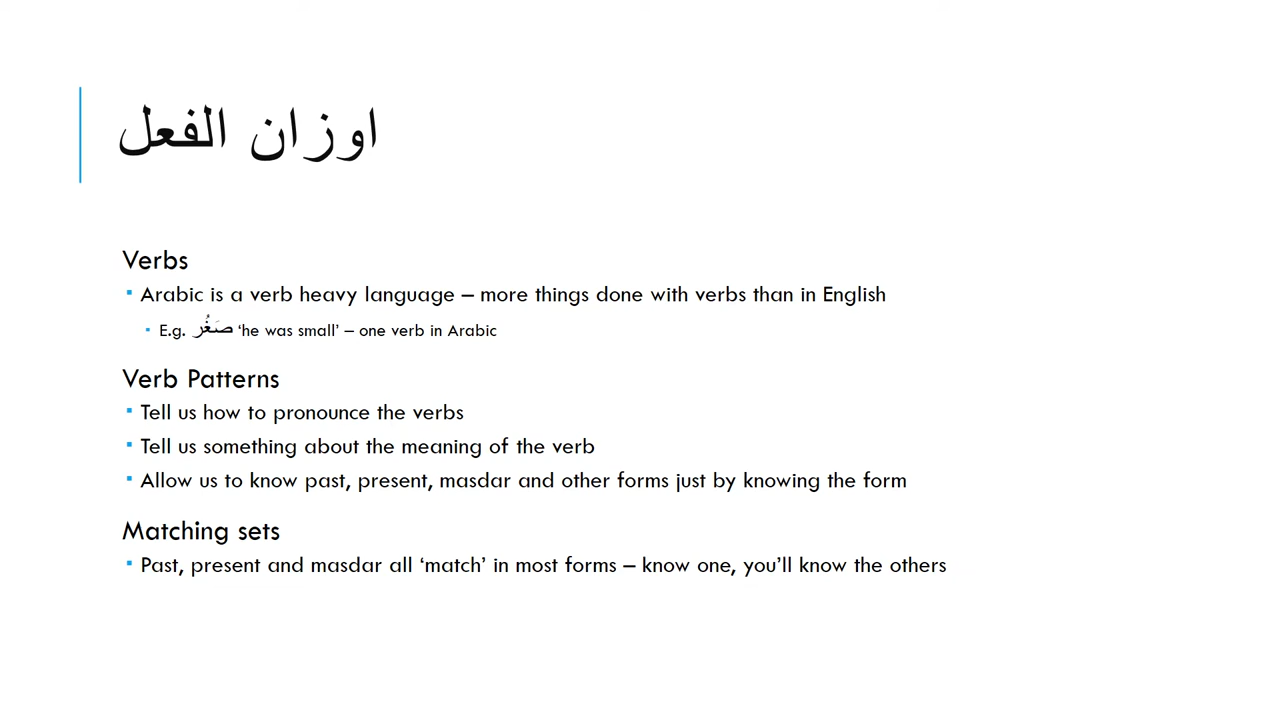 اوزان الفعل
Verbs
▪ Arabic is a verb heavy language – more things done with verbs than in English
▪ E.g. صَغُر ‘he was small’ – one verb in Arabic
Verb Patterns
▪ Tell us how to pronounce the verbs
▪ Tell us something about the meaning of the verb
▪ Allow us to know past, present, masdar and other forms just by knowing the form
Matching sets
▪ Past, present and masdar all ‘match’ in most forms – know one, you’ll know the others